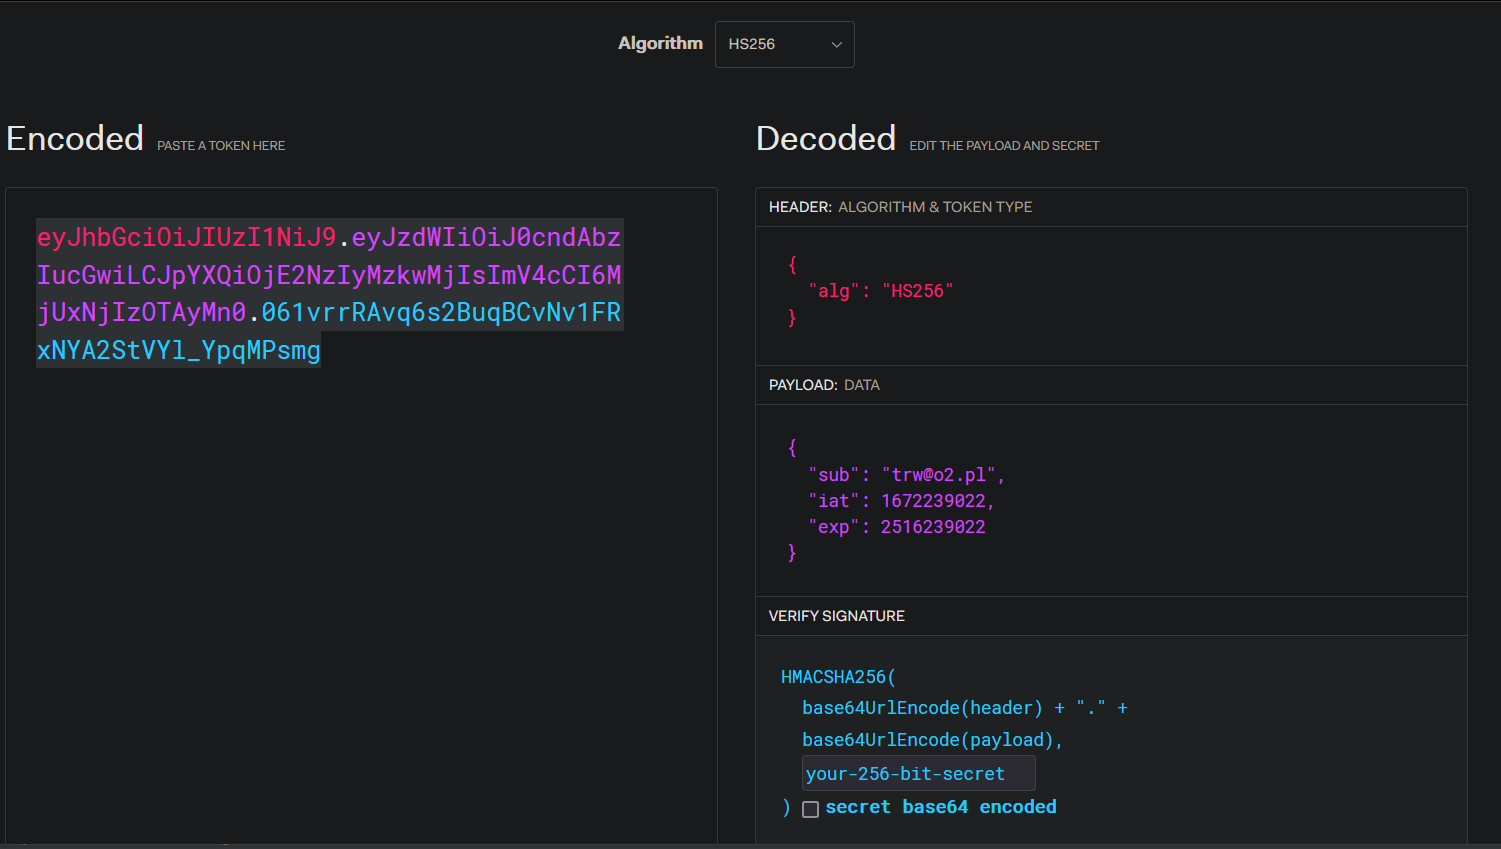 Algorithm HS256
Encoded PASTE A TOKEN HERE
eyJhbGciOiJIUzI1NiJ9.eyJzdWIiOiJ0cndAbz
IucGwiLCJpYXQiOjE2NzIyMzkwMjIsImV4cCI6M
jUxNjIzOTAyMn0.061vrrRAvq6s2BuqBCvNv1FR
xNYA2StVYl_YpqMPsmg
Decoded EDIT THE PAYLOAD AND SECRET
HEADER: ALGORITHM & TOKEN TYPE
{
"alg": "HS256"
}
PAYLOAD: DATA
{
"sub": "trw@o2.pl",
"iat": 1672239022,
"exp": 2516239022
}
VERIFY SIGNATURE
HMACSHA256(
base64UrlEncode(header) + "." +
base64UrlEncode(payload),
your-256-bit-secret
) secret base64 encoded